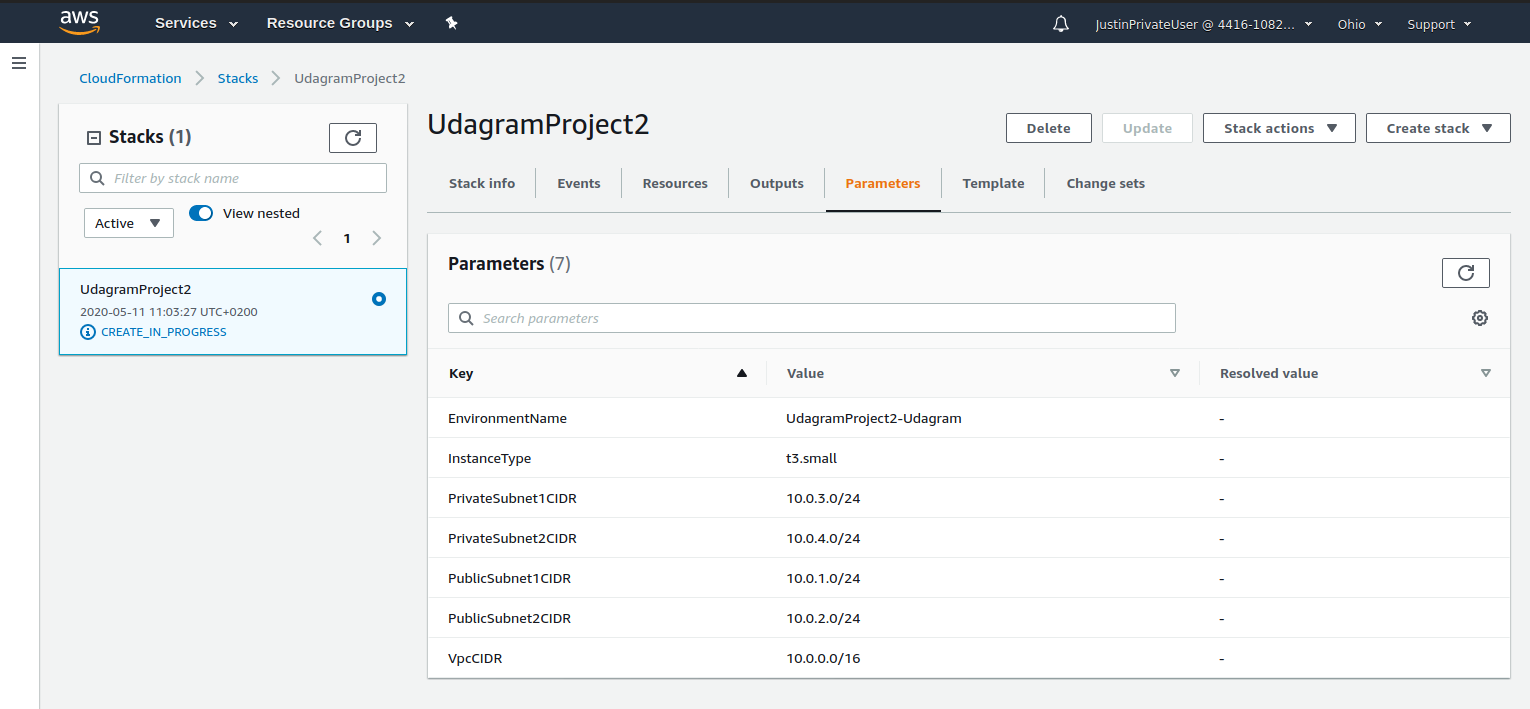 aws Services Resource Groups JustinPrivateUser @ 4416-1082... Ohio Support
CloudFormation Stacks UdagramProject2
Stacks (1)
Filter by stack name
Active View nested
1
UdagramProject2
2020-05-11 11:03:27 UTC+0200
CREATE_IN_PROGRESS
UdagramProject2 Delete Update Stack actions Create stack
Stack info Events Resources Outputs Parameters Template Change sets
Parameters (7)
Search parameters
Key Value Resolved value
EnvironmentName UdagramProject2-Udagram -
InstanceType t3.small -
PrivateSubnet1CIDR 10.0.3.0/24 -
PrivateSubnet2CIDR 10.0.4.0/24 -
PublicSubnet1CIDR 10.0.1.0/24 -
PublicSubnet2CIDR 10.0.2.0/24 -
VpcCIDR 10.0.0.0/16 -